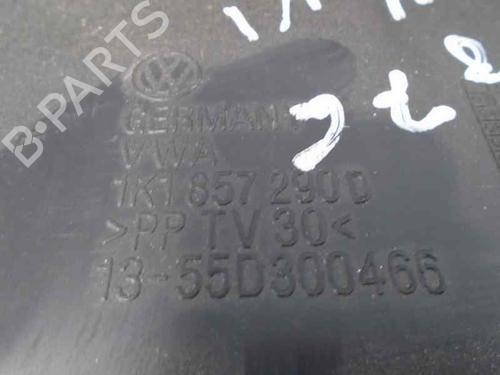 GERMANY
VWA
1K1 857 290 D
>PP TV 30<
13-55D300466
B-PARTS